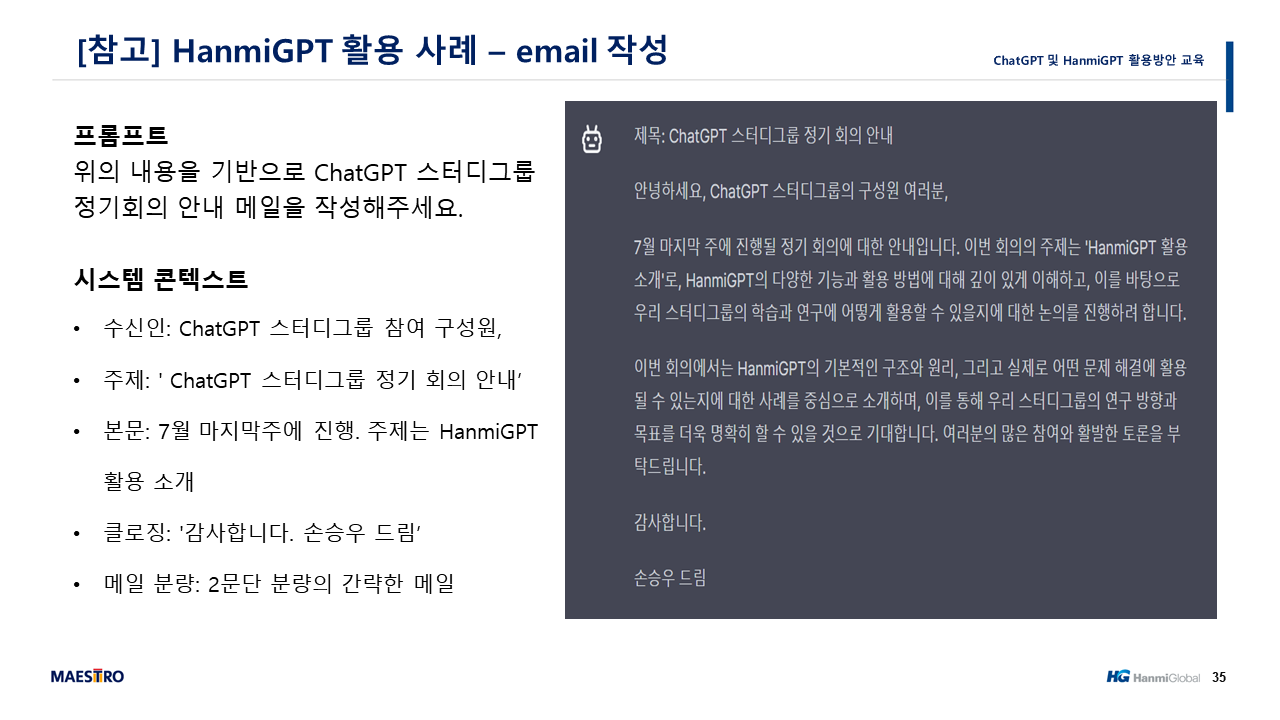 [참고] HanmiGPT 활용 사례 – email 작성
ChatGPT 및 HanmiGPT 활용방안 교육
프롬프트
위의 내용을 기반으로 ChatGPT 스터디그룹
정기회의 안내 메일을 작성해주세요.
시스템 콘텍스트
• 수신인: ChatGPT 스터디그룹 참여 구성원,
• 주제: ' ChatGPT 스터디그룹 정기 회의 안내’
• 본문: 7월 마지막주에 진행. 주제는 HanmiGPT
활용 소개
• 클로징: '감사합니다. 손승우 드림’
• 메일 분량: 2문단 분량의 간략한 메일
제목: ChatGPT 스터디그룹 정기 회의 안내
안녕하세요, ChatGPT 스터디그룹의 구성원 여러분,
7월 마지막 주에 진행될 정기 회의에 대한 안내입니다. 이번 회의의 주제는 'HanmiGPT 활용
소개'로, HanmiGPT의 다양한 기능과 활용 방법에 대해 깊이 있게 이해하고, 이를 바탕으로
우리 스터디그룹의 학습과 연구에 어떻게 활용할 수 있을지에 대한 논의를 진행하려 합니다.
이번 회의에서는 HanmiGPT의 기본적인 구조와 원리, 그리고 실제로 어떤 문제 해결에 활용
될 수 있는지에 대한 사례를 중심으로 소개하며, 이를 통해 우리 스터디그룹의 연구 방향과
목표를 더욱 명확히 할 수 있을 것으로 기대합니다. 여러분의 많은 참여와 활발한 토론을 부
탁드립니다.
감사합니다.
손승우 드림
MAESTRO
HG HanmiGlobal 35